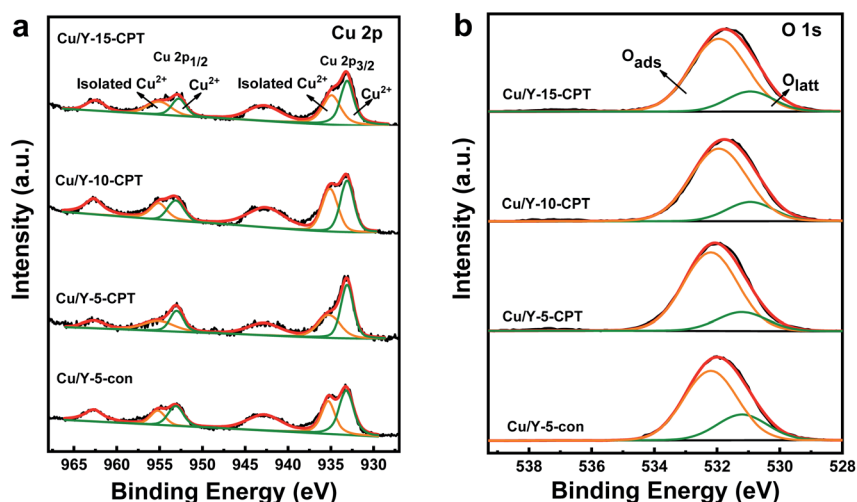 a
Cu/Y-15-CPT
Cu 2p
Cu 2p1/2
Isolated Cu2+
Cu2+
Isolated Cu2+
Cu 2p3/2
Cu2+
Cu/Y-10-CPT
Cu/Y-5-CPT
Cu/Y-5-con
Intensity (a.u.)
965 960 955 950 945 940 935 930
Binding Energy (eV)
b
O 1s
Oads
Olatt
Cu/Y-15-CPT
Cu/Y-10-CPT
Cu/Y-5-CPT
Cu/Y-5-con
Intensity (a.u.)
538 536 534 532 530 528
Binding Energy (eV)